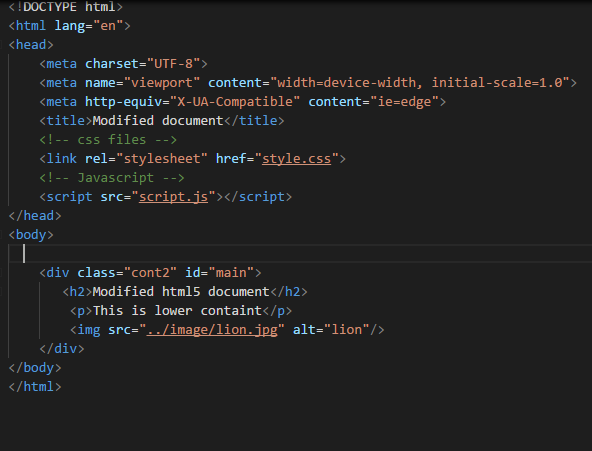 <!DOCTYPE html>
<html lang="en">
<head>
<meta charset="UTF-8">
<meta name="viewport" content="width=device-width, initial-scale=1.0">
<meta http-equiv="X-UA-Compatible" content="ie=edge">
<title>Modified document</title>
<!-- css files -->
<link rel="stylesheet" href="style.css">
<!-- Javascript -->
<script src="script.js"></script>
</head>
<body>
<div class="cont2" id="main">
<h2>Modified html5 document</h2>
<p>This is lower containt</p>
<img src="../image/lion.jpg" alt="lion"/>
</div>
</body>
</html>